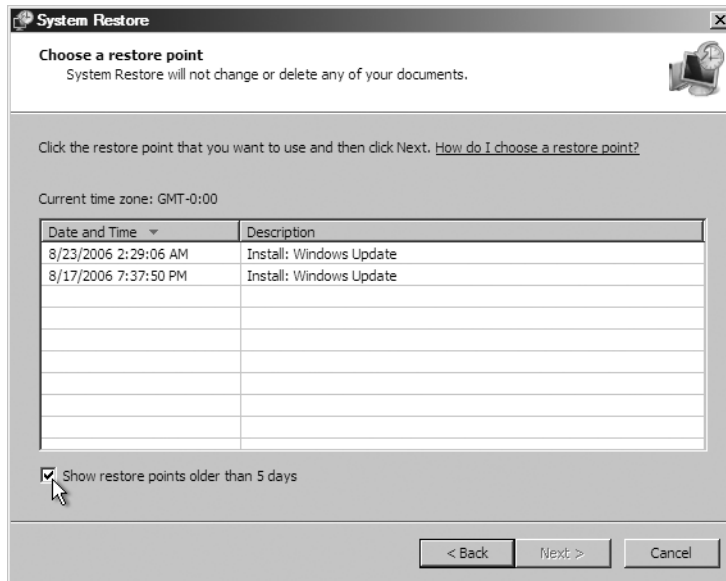 System Restore
Choose a restore point
System Restore will not change or delete any of your documents.
Click the restore point that you want to use and then click Next. How do I choose a restore point?
Current time zone: GMT-0:00
Date and Time Description
8/23/2006 2:29:06 AM Install: Windows Update
8/17/2006 7:37:50 PM Install: Windows Update
Show restore points older than 5 days
< Back Next > Cancel